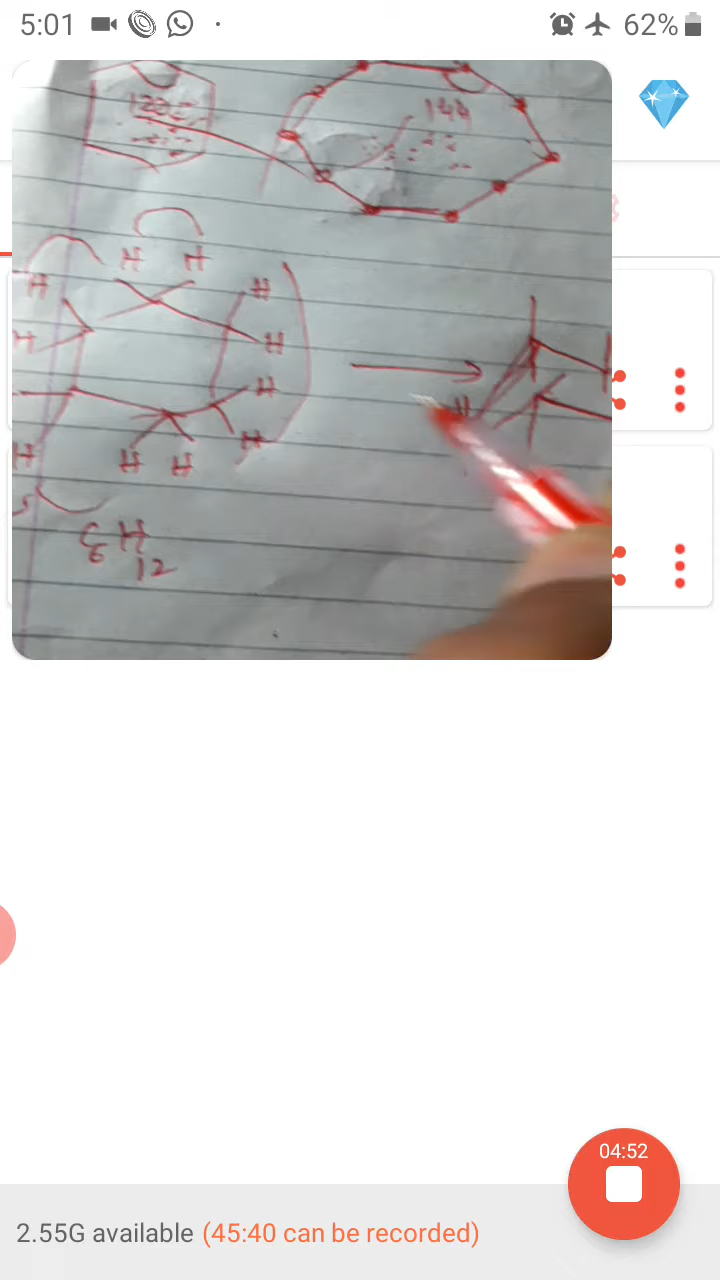 5:01 62%
120 144
H H H H
H H
H
H H H H
C6H12
04:52
2.55G available (45:40 can be recorded)